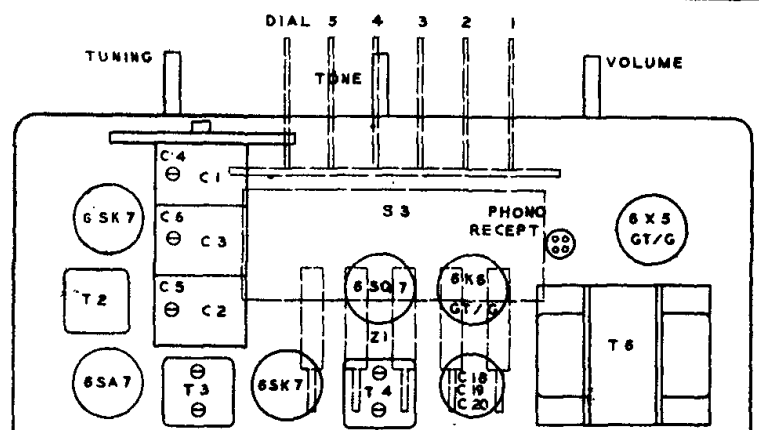 DIAL 5 4 3 2 1
TUNING
TONE
VOLUME
C4
C1
6SK7
C6
C3
S3
PHONO
RECEPT
6X5
GT/G
T2
C5
C2
6SQ7
6K6
GT/G
Z1
T6
6SA7
T3
6SK7
T4
C18
C19
C20